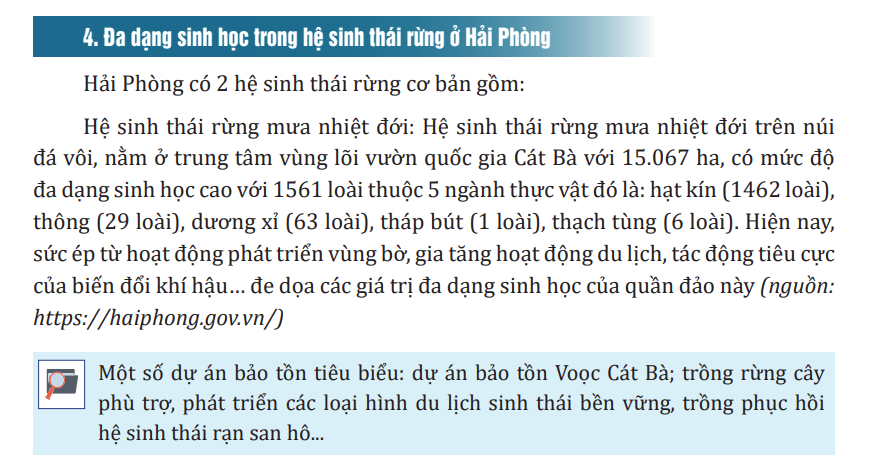 4. Đa dạng sinh học trong hệ sinh thái rừng ở Hải Phòng
Hải Phòng có 2 hệ sinh thái rừng cơ bản gồm:
Hệ sinh thái rừng mưa nhiệt đới: Hệ sinh thái rừng mưa nhiệt đới trên núi
đá vôi, nằm ở trung tâm vùng lõi vườn quốc gia Cát Bà với 15.067 ha, có mức độ
đa dạng sinh học cao với 1561 loài thuộc 5 ngành thực vật đó là: hạt kín (1462 loài),
thông (29 loài), dương xỉ (63 loài), tháp bút (1 loài), thạch tùng (6 loài). Hiện nay,
sức ép từ hoạt động phát triển vùng bờ, gia tăng hoạt động du lịch, tác động tiêu cực
của biến đổi khí hậu... đe dọa các giá trị đa dạng sinh học của quần đảo này (nguồn:
https://haiphong.gov.vn/)
Một số dự án bảo tồn tiêu biểu: dự án bảo tồn Voọc Cát Bà; trồng rừng cây
phù trợ, phát triển các loại hình du lịch sinh thái bền vững, trồng phục hồi
hệ sinh thái rạn san hô...